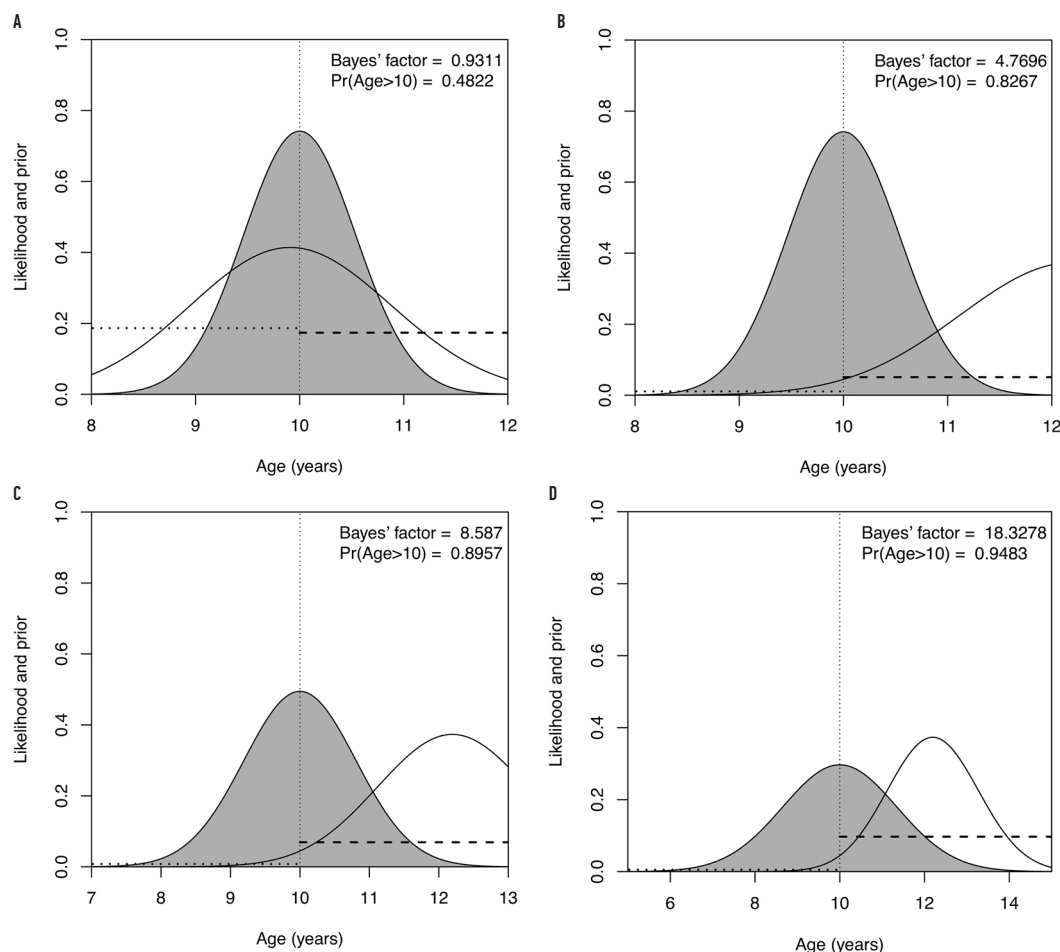 A
Bayes' factor = 0.9311
Pr(Age>10) = 0.4822
Likelihood and prior
1.0
0.8
0.6
0.4
0.2
0.0
8 9 10 11 12
Age (years)
B
Bayes' factor = 4.7696
Pr(Age>10) = 0.8267
Likelihood and prior
1.0
0.8
0.6
0.4
0.2
0.0
8 9 10 11 12
Age (years)
C
Bayes' factor = 8.587
Pr(Age>10) = 0.8957
Likelihood and prior
1.0
0.8
0.6
0.4
0.2
0.0
7 8 9 10 11 12 13
Age (years)
D
Bayes' factor = 18.3278
Pr(Age>10) = 0.9483
Likelihood and prior
1.0
0.8
0.6
0.4
0.2
0.0
6 8 10 12 14
Age (years)